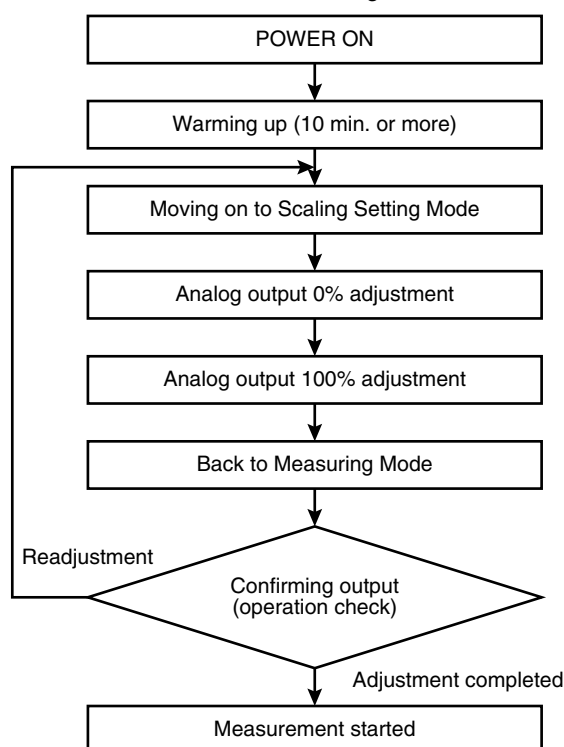 POWER ON
Warming up (10 min. or more)
Moving on to Scaling Setting Mode
Analog output 0% adjustment
Analog output 100% adjustment
Back to Measuring Mode
Readjustment
Confirming output
(operation check)
Adjustment completed
Measurement started